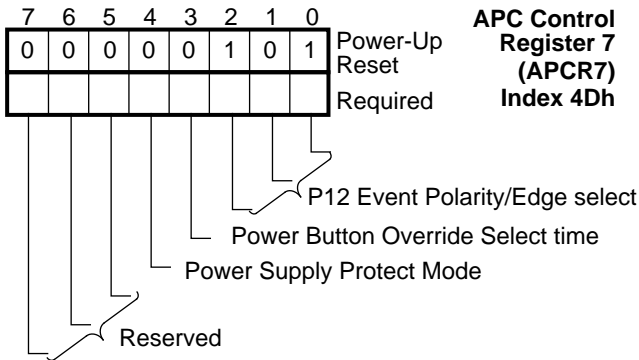 7 6 5 4 3 2 1 0
APC Control
Register 7
(APCR7)
Index 4Dh
0 0 0 0 0 1 0 1
Power-Up
Reset
Required
P12 Event Polarity/Edge select
Power Button Override Select time
Power Supply Protect Mode
Reserved